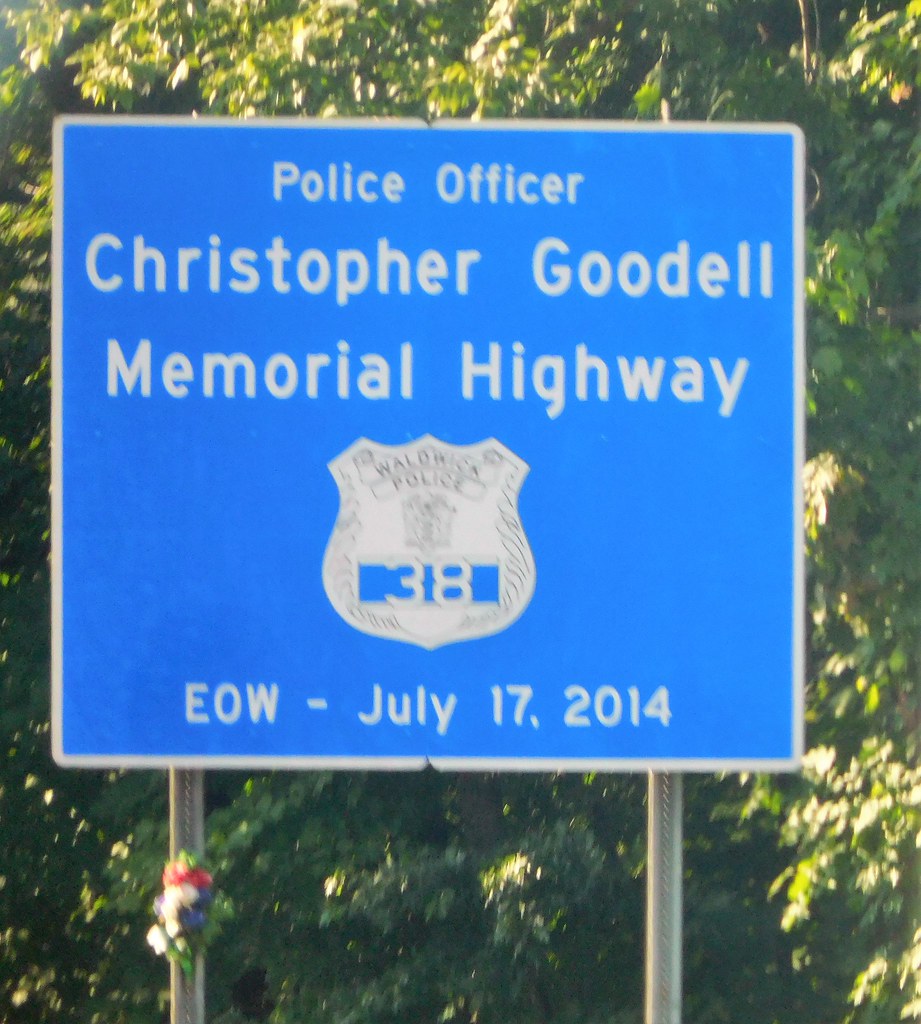 Police Officer
Christopher Goodell
Memorial Highway
WALDWICK
POLICE
38
EOW - July 17, 2014